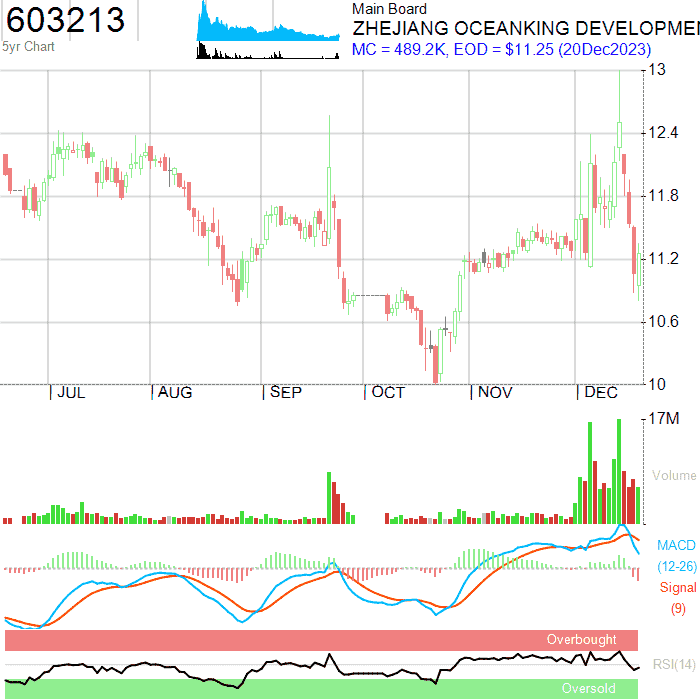 603213
5yr Chart
Main Board
ZHEJIANG OCEANKING DEVELOPME
MC = 489.2K, EOD = $11.25 (20Dec2023)
13
12.4
11.8
11.2
10.6
10
JUL AUG SEP OCT NOV DEC
17M
Volume
MACD
(12-26)
Signal
(9)
Overbought
RSI(14)
Oversold